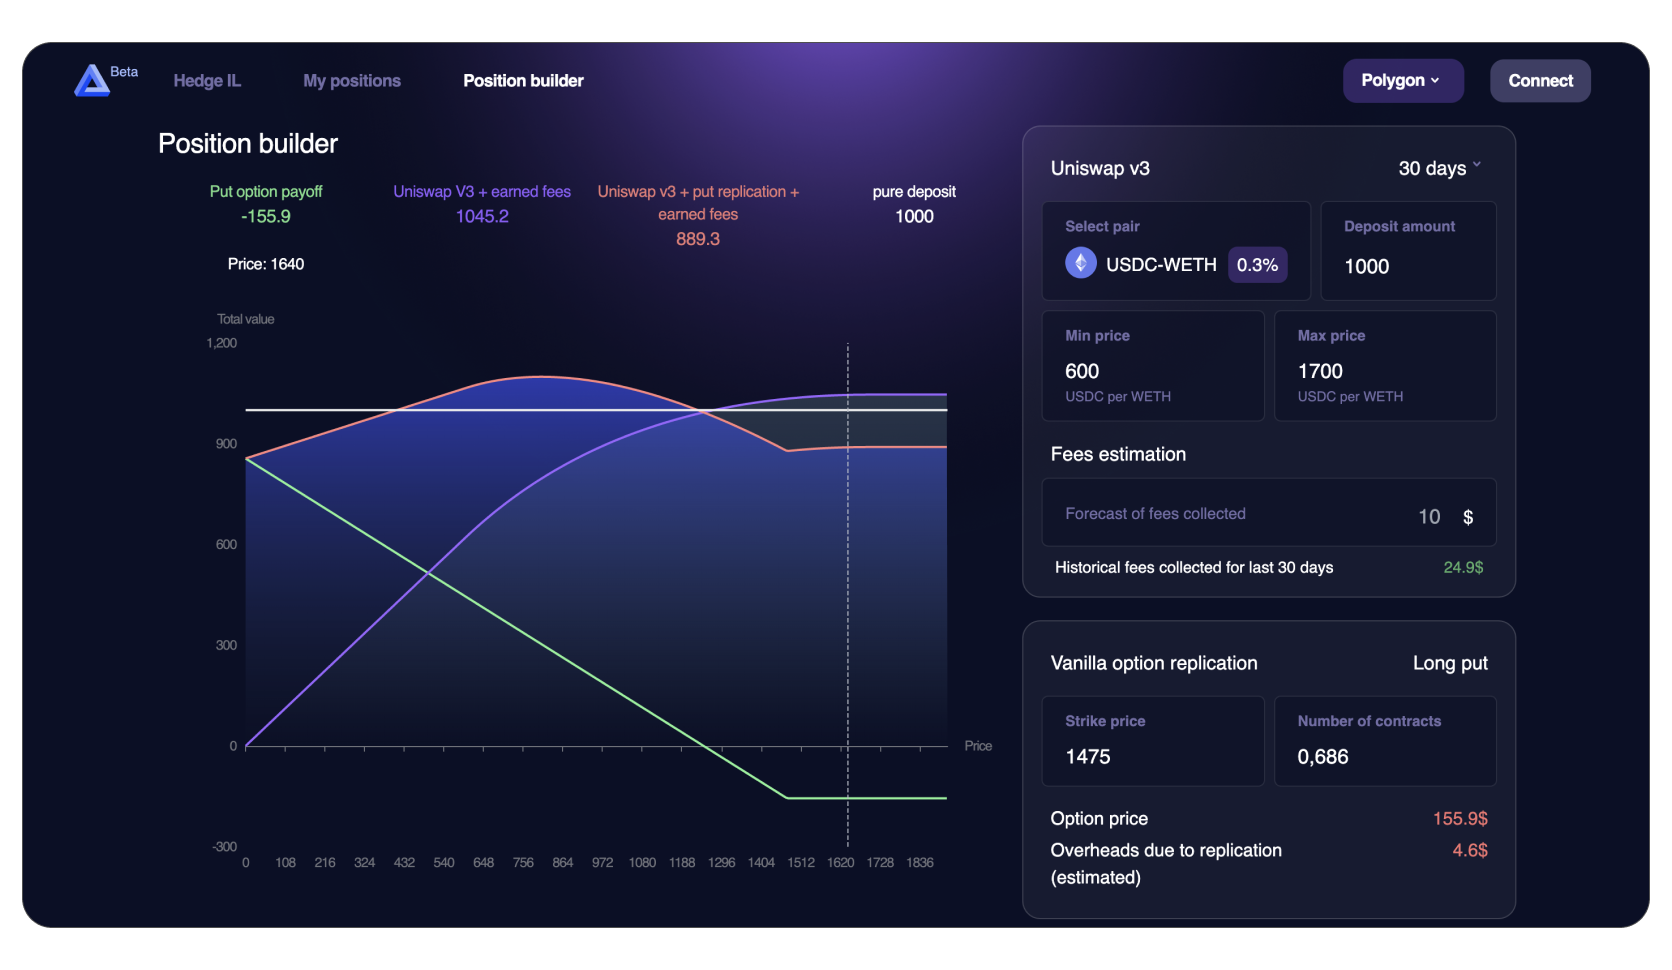 Beta
Hedge IL
My positions
Position builder
Polygon
Connect
Position builder
Put option payoff
-155.9
Uniswap V3 + earned fees
1045.2
Uniswap v3 + put replication +
earned fees
889.3
pure deposit
1000
Price: 1640
Total value
1,200
900
600
300
0
-300
0
108
216
324
432
540
648
756
864
972
1080
1188
1296
1404
1512
1620
1728
1836
Price
Uniswap v3
30 days
Select pair
USDC-WETH
0.3%
Deposit amount
1000
Min price
600
USDC per WETH
Max price
1700
USDC per WETH
Fees estimation
Forecast of fees collected
10 $
Historical fees collected for last 30 days
24.9$
Vanilla option replication
Long put
Strike price
1475
Number of contracts
0,686
Option price
155.9$
Overheads due to replication
(estimated)
4.6$